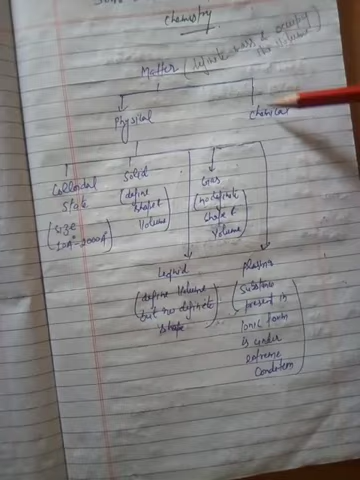 Chemistry
Matter (definite mass & occupy
the volume)
Physical
Chemical
Colloidal
State
(size
10A°-2000A°)
Solid
(define
shape &
volume)
Gas
(no definite
shape &
volume)
Liquid
(define volume
but no definete
shape)
Plasma
(Substance
present in
Ionic form
is under
extreme
Condition)